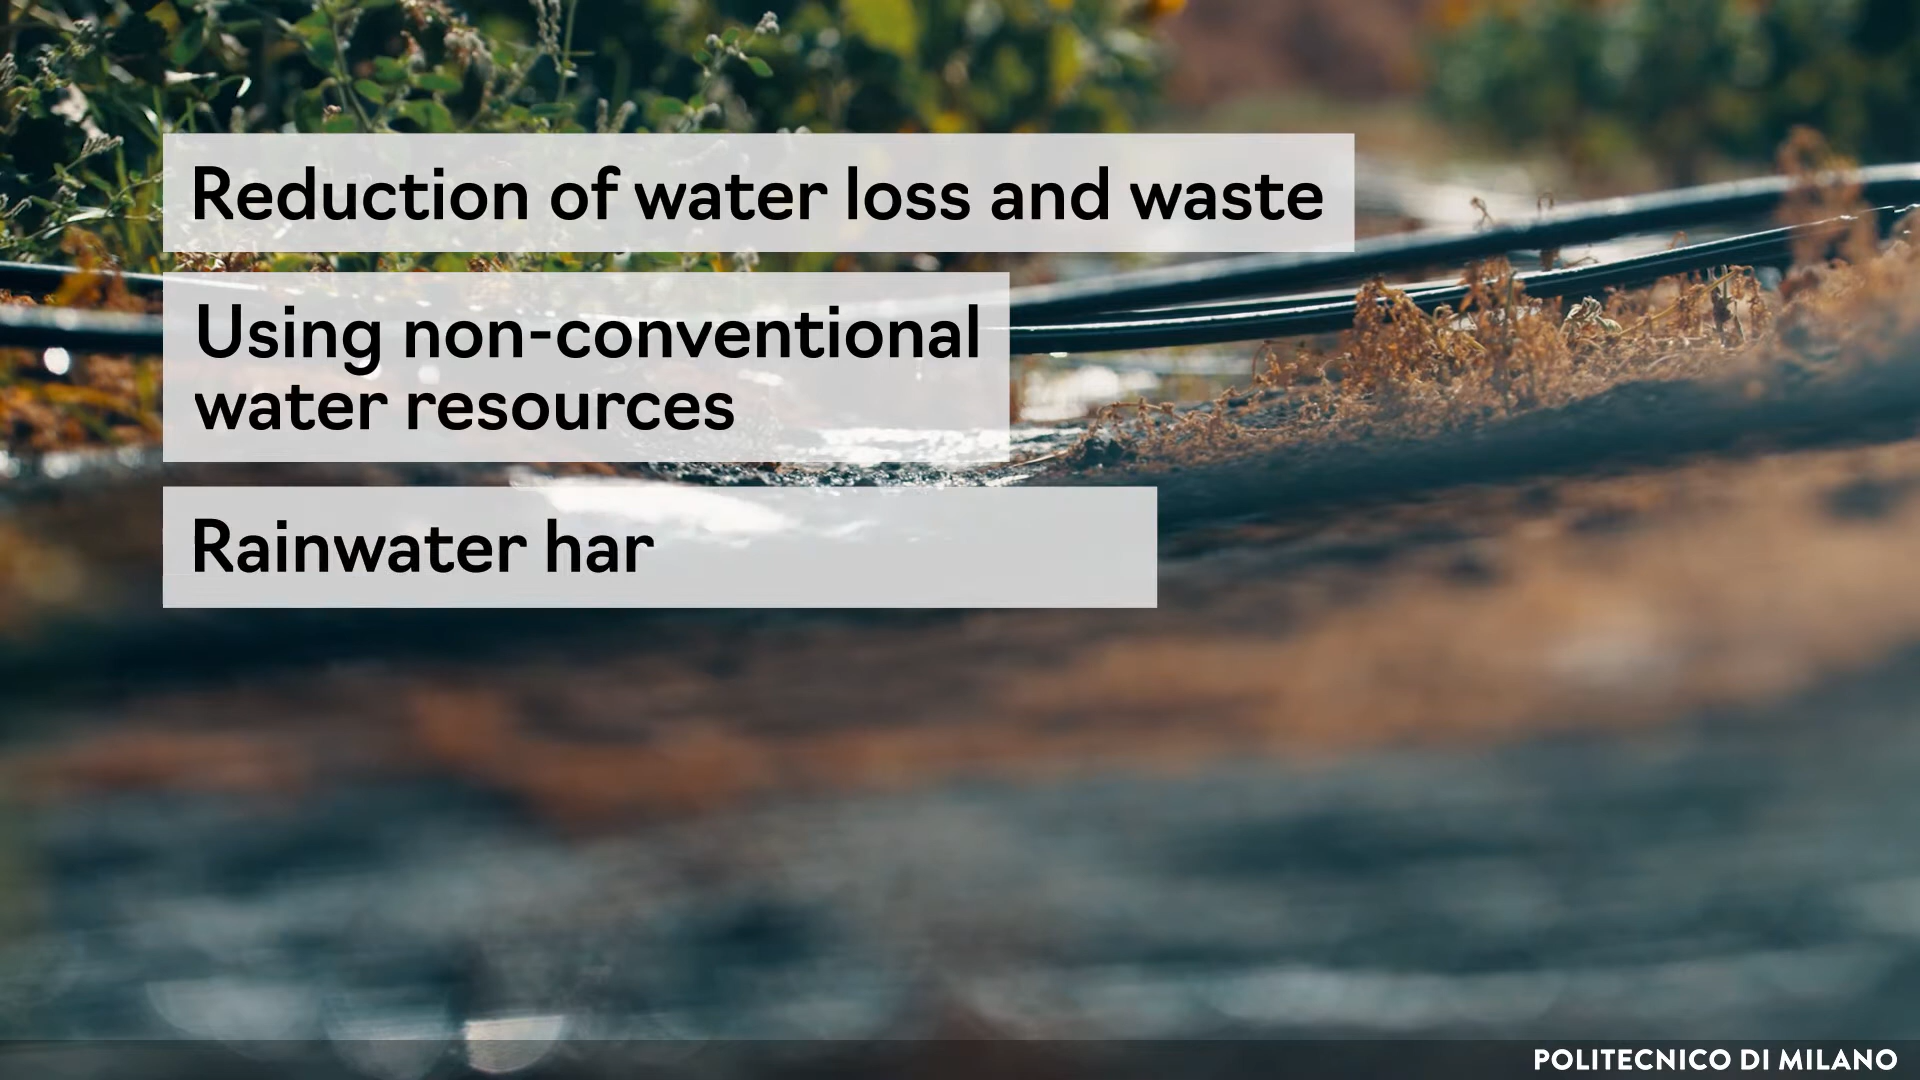 Reduction of water loss and waste
Using non-conventional
water resources
Rainwater har
POLITECNICO DI MILANO